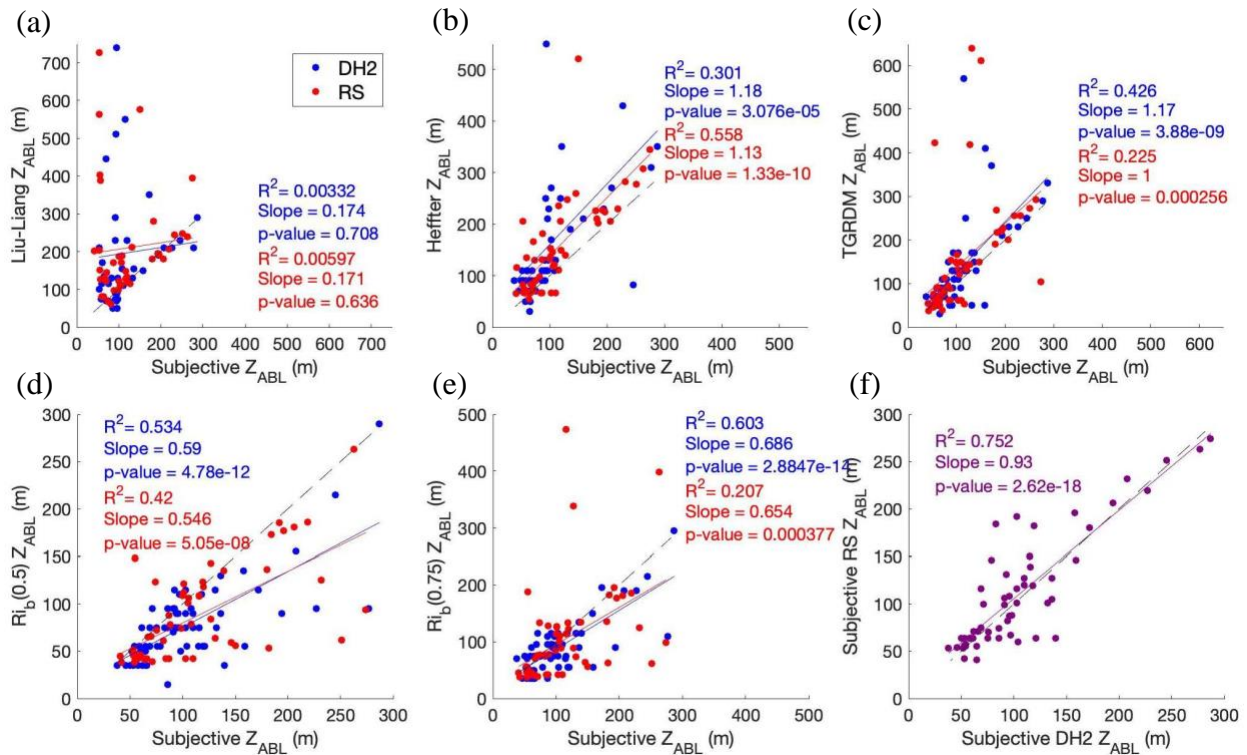 (a)
Liu-Liang Z_ABL (m)
700
600
500
400
300
200
100
0
DH2
RS
R²= 0.00332
Slope = 0.174
p-value = 0.708
R²= 0.00597
Slope = 0.171
p-value = 0.636
0 100 200 300 400 500 600 700
Subjective Z_ABL (m)
(b)
Heffter Z_ABL (m)
500
400
300
200
100
0
R²= 0.301
Slope = 1.18
p-value = 3.076e-05
R²= 0.558
Slope = 1.13
p-value = 1.33e-10
0 100 200 300 400 500
Subjective Z_ABL (m)
(c)
TGRDM Z_ABL (m)
600
500
400
300
200
100
0
R²= 0.426
Slope = 1.17
p-value = 3.88e-09
R²= 0.225
Slope = 1
p-value = 0.000256
0 100 200 300 400 500 600
Subjective Z_ABL (m)
(d)
Ri_b(0.5) Z_ABL (m)
300
250
200
150
100
50
0
R²= 0.534
Slope = 0.59
p-value = 4.78e-12
R²= 0.42
Slope = 0.546
p-value = 5.05e-08
0 50 100 150 200 250 300
Subjective Z_ABL (m)
(e)
Ri_b(0.75) Z_ABL (m)
500
400
300
200
100
0
R²= 0.603
Slope = 0.686
p-value = 2.8847e-14
R²= 0.207
Slope = 0.654
p-value = 0.000377
0 100 200 300 400 500
Subjective Z_ABL (m)
(f)
Subjective RS Z_ABL (m)
300
250
200
150
100
50
0
R²= 0.752
Slope = 0.93
p-value = 2.62e-18
0 50 100 150 200 250 300
Subjective DH2 Z_ABL (m)